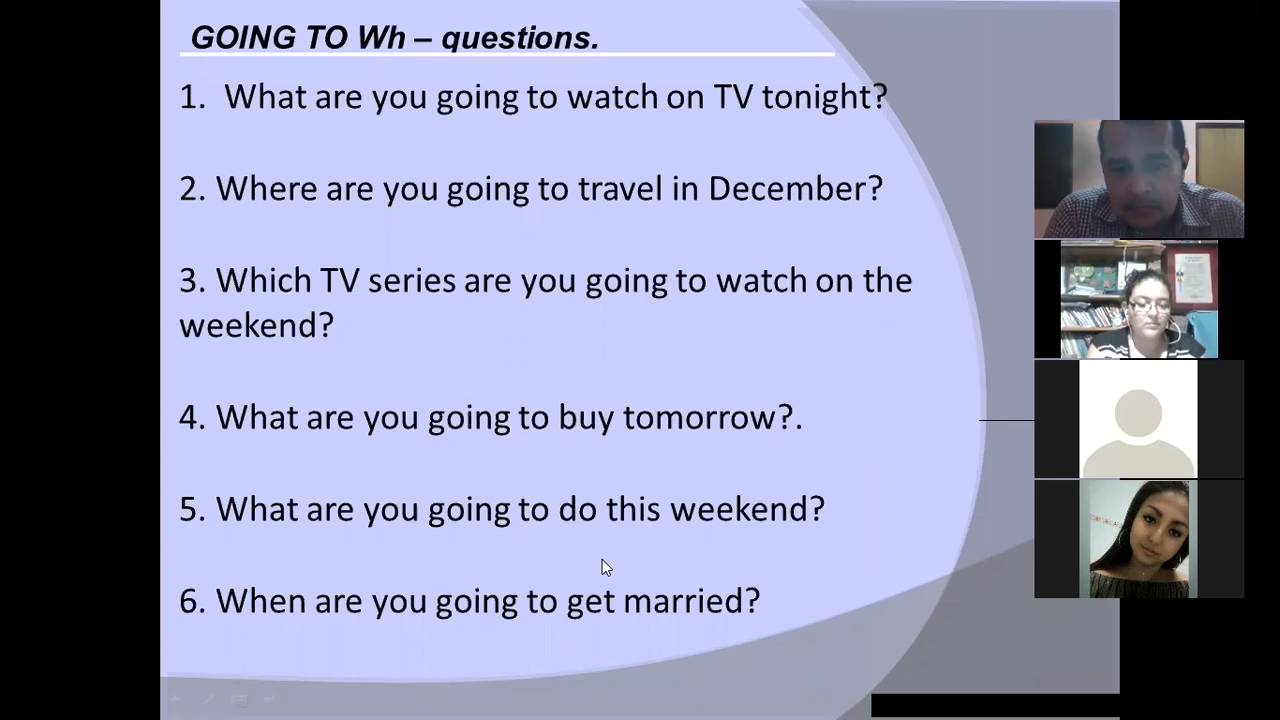 GOING TO Wh – questions.
1. What are you going to watch on TV tonight?
2. Where are you going to travel in December?
3. Which TV series are you going to watch on the
weekend?
4. What are you going to buy tomorrow?.
5. What are you going to do this weekend?
6. When are you going to get married?